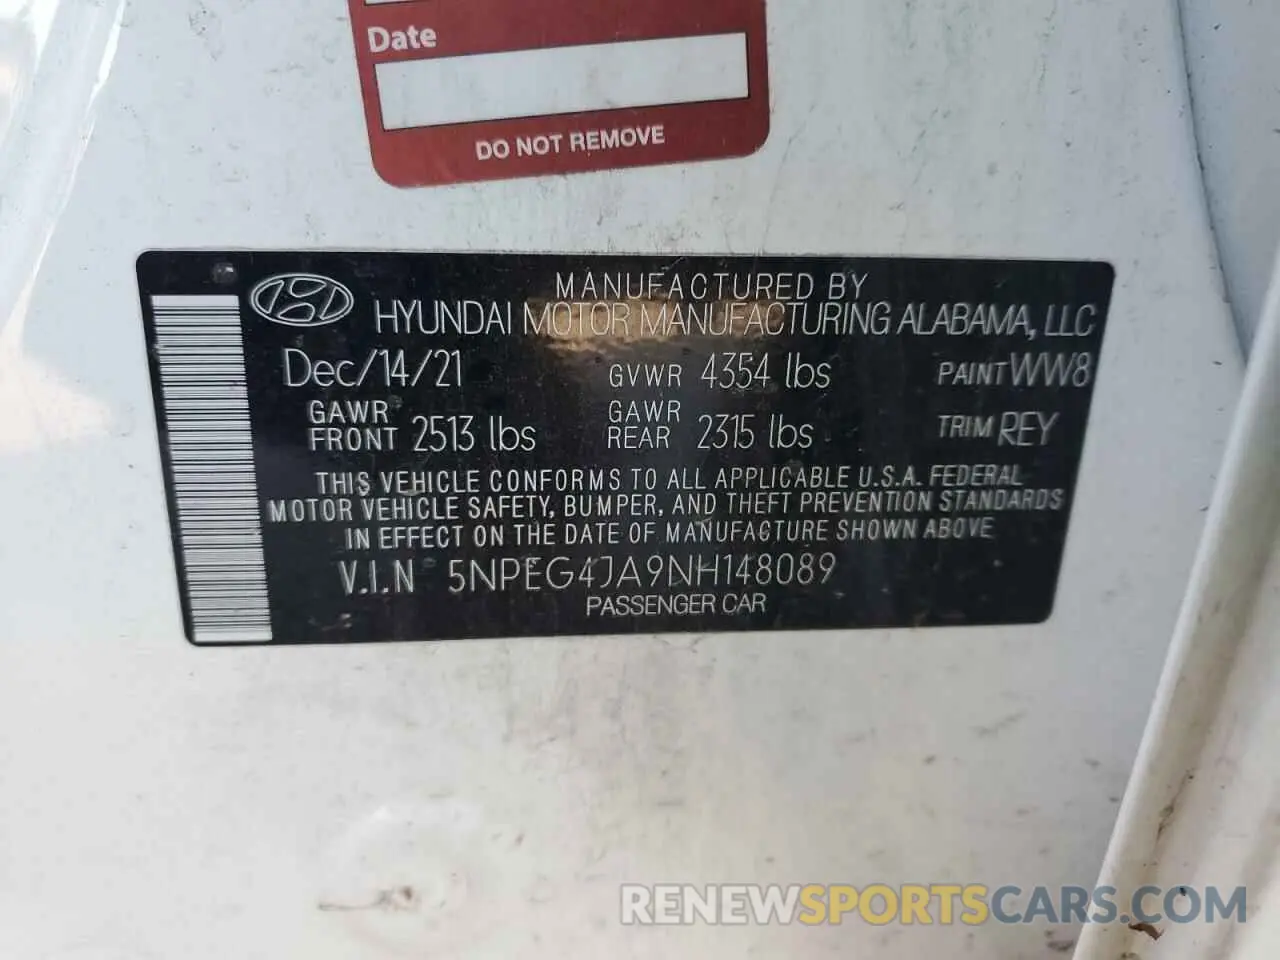 Date
DO NOT REMOVE
MANUFACTURED BY
HYUNDAI MOTOR MANUFACTURING ALABAMA, LLC
Dec/14/21 GVWR 4354 lbs PAINT WW8
GAWR FRONT 2513 lbs GAWR REAR 2315 lbs TRIM REY
THIS VEHICLE CONFORMS TO ALL APPLICABLE U.S.A. FEDERAL
MOTOR VEHICLE SAFETY, BUMPER, AND THEFT PREVENTION STANDARDS
IN EFFECT ON THE DATE OF MANUFACTURE SHOWN ABOVE
V.I.N 5NPEG4JA9NH148089
PASSENGER CAR
RENEWSPORTSCARS.COM